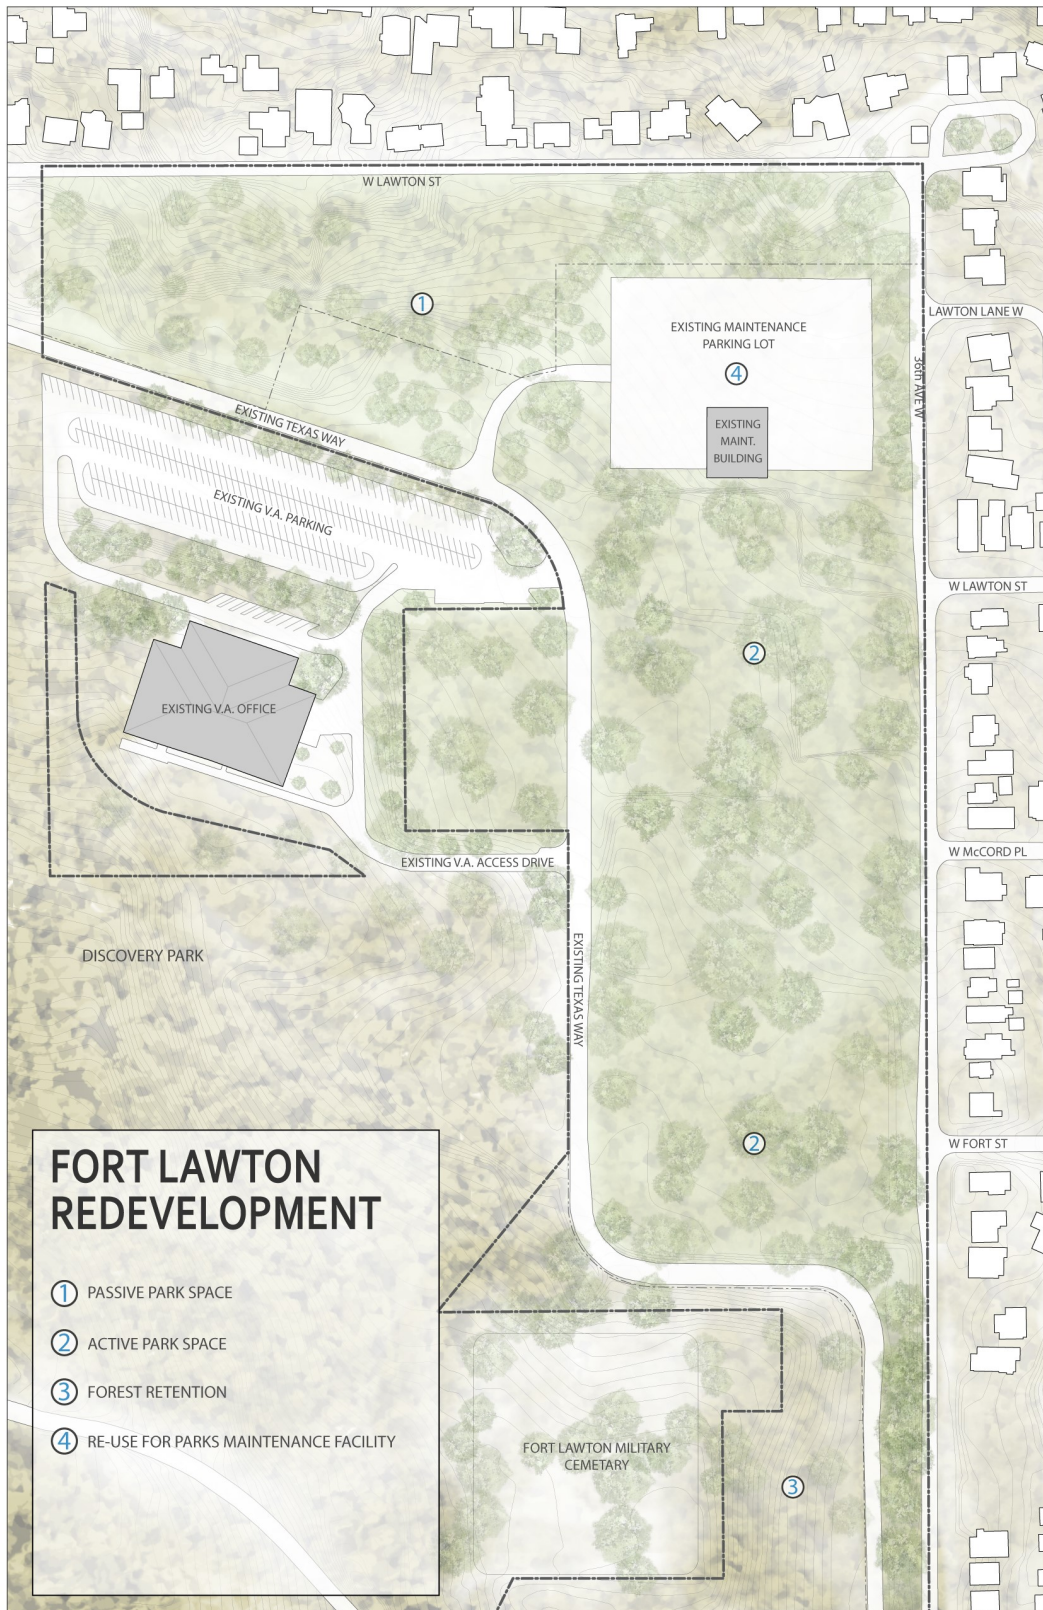 W LAWTON ST
1
LAWTON LANE W
EXISTING MAINTENANCE
PARKING LOT
4
36th AVE W
EXISTING TEXAS WAY
EXISTING
MAINT.
BUILDING
EXISTING V.A. PARKING
W LAWTON ST
2
EXISTING V.A. OFFICE
W McCORD PL
EXISTING V.A. ACCESS DRIVE
DISCOVERY PARK
EXISTING TEXAS WAY
2
W FORT ST
FORT LAWTON
REDEVELOPMENT
1 PASSIVE PARK SPACE
2 ACTIVE PARK SPACE
3 FOREST RETENTION
4 RE-USE FOR PARKS MAINTENANCE FACILITY
FORT LAWTON MILITARY
CEMETARY
3